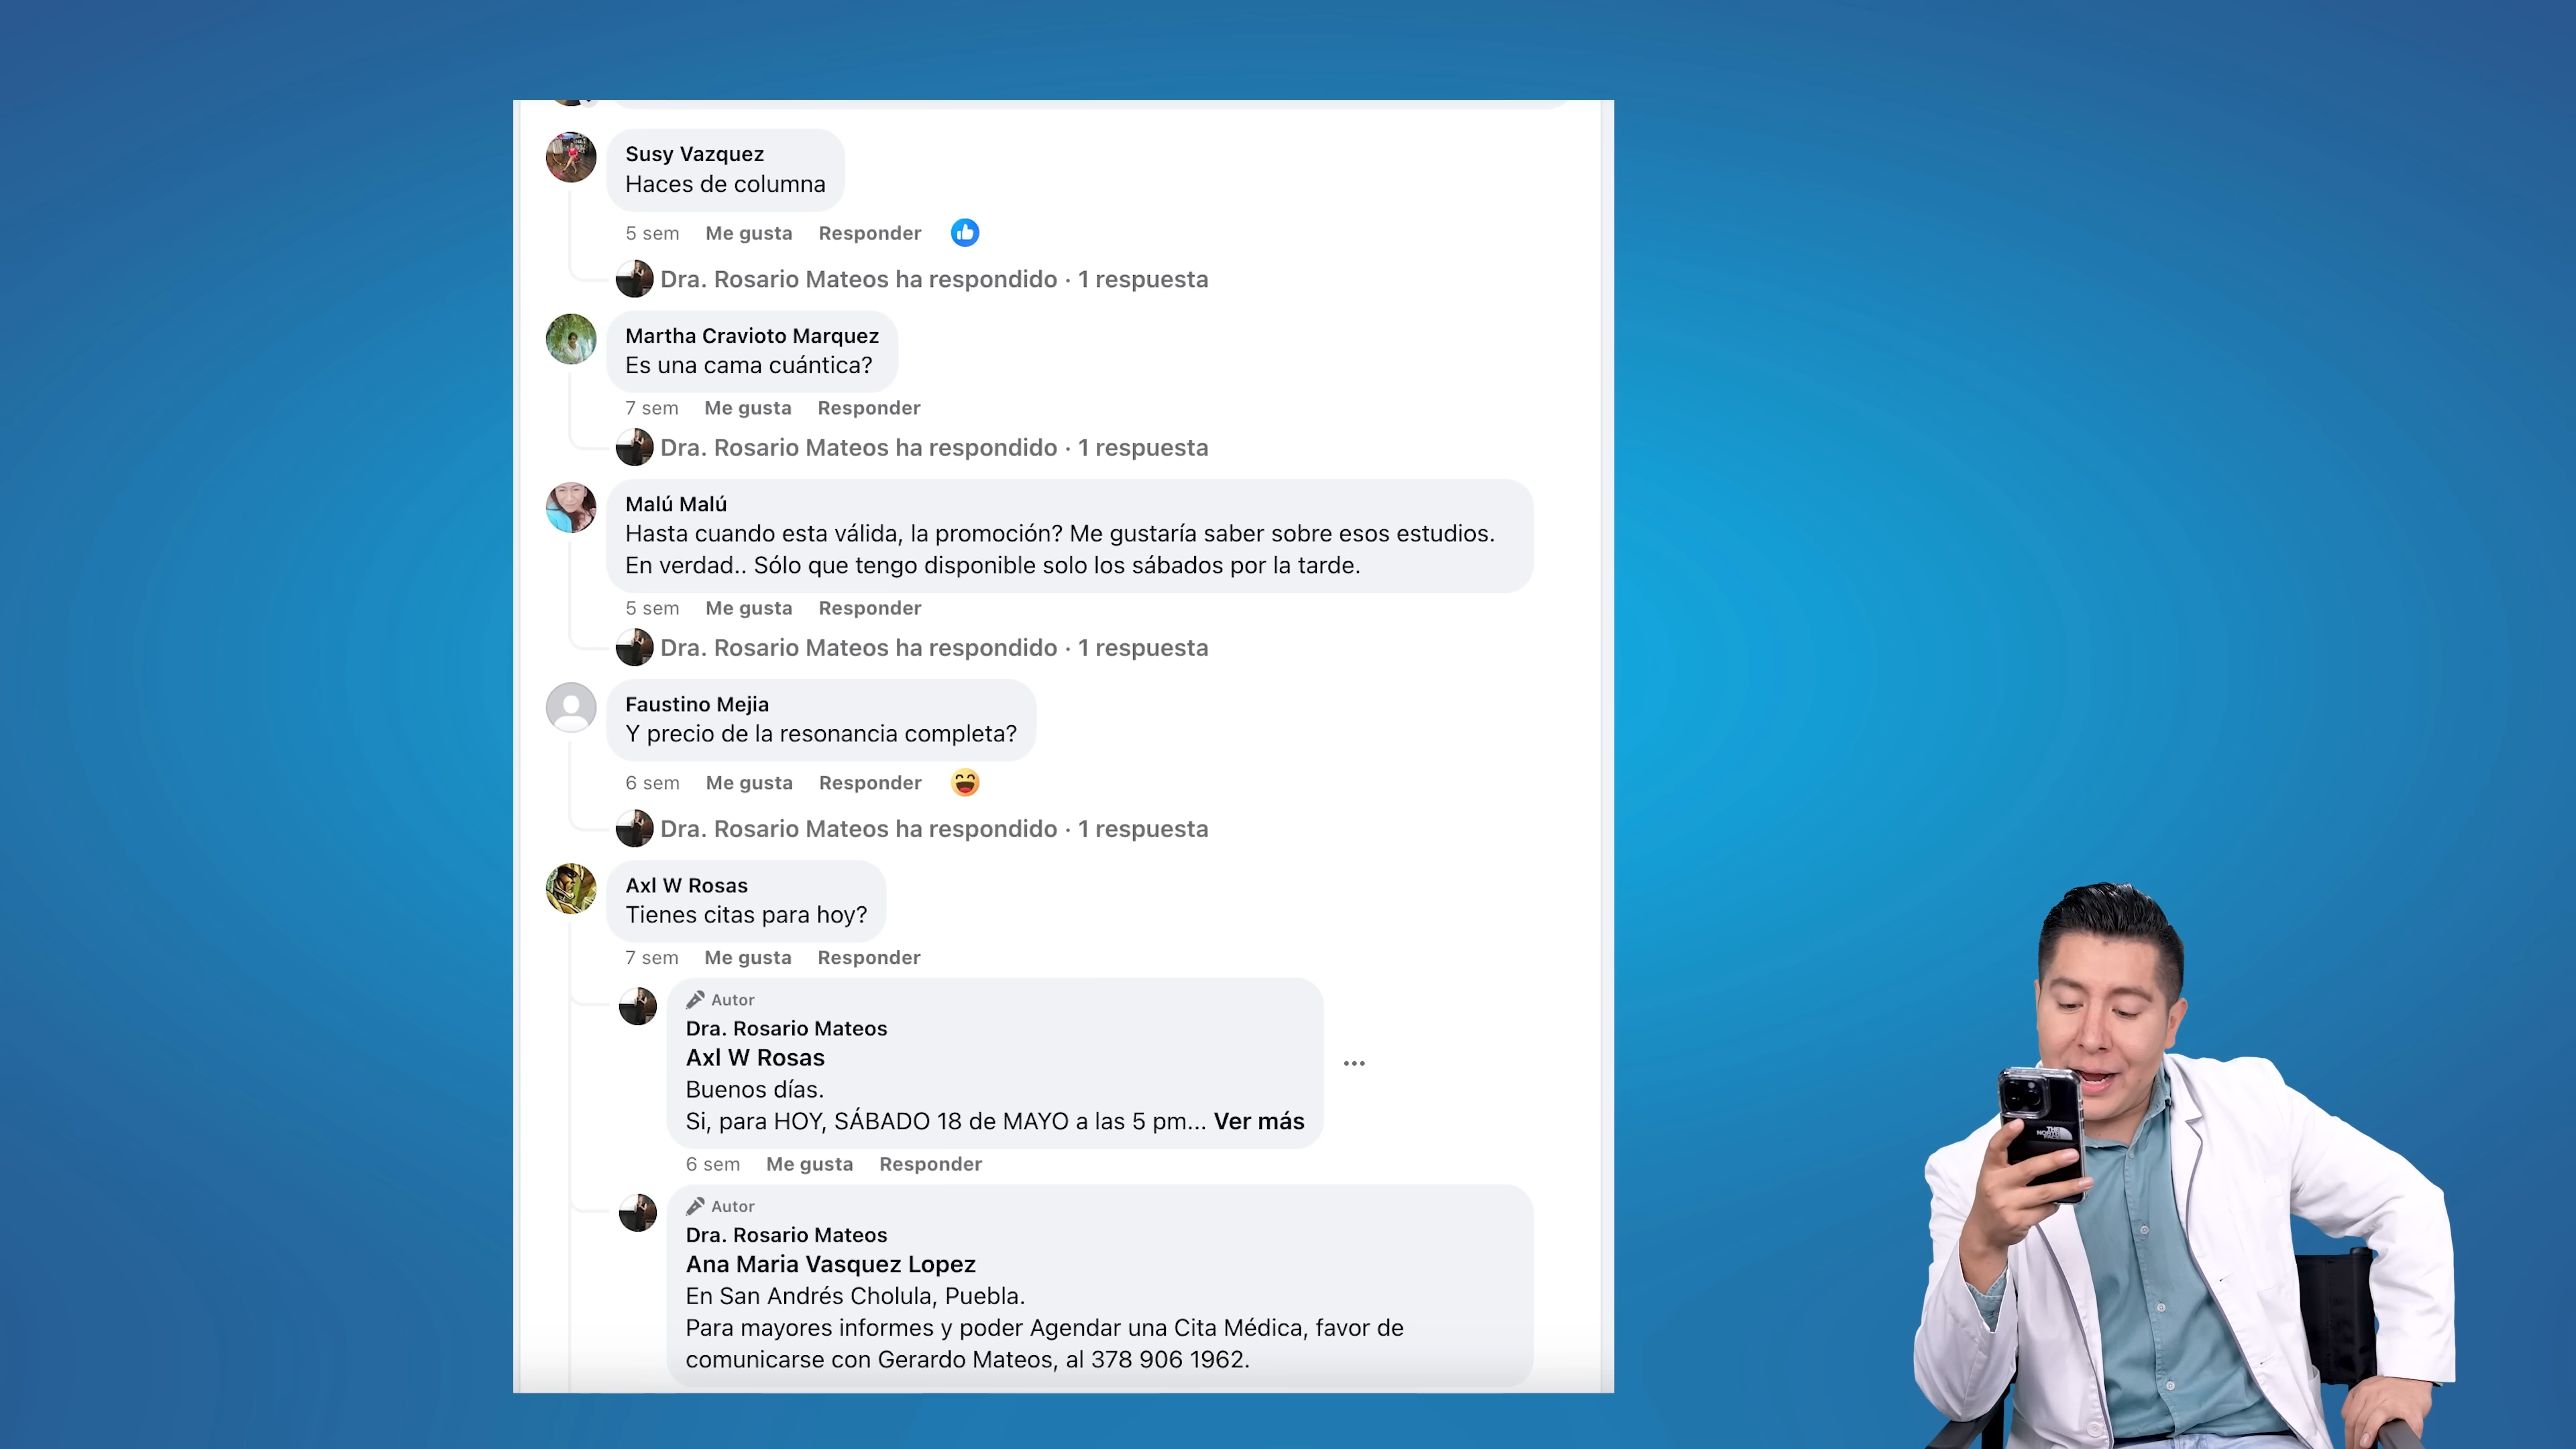 Susy Vazquez
Haces de columna
5 sem Me gusta Responder
Dra. Rosario Mateos ha respondido · 1 respuesta
Martha Cravioto Marquez
Es una cama cuántica?
7 sem Me gusta Responder
Dra. Rosario Mateos ha respondido · 1 respuesta
Malú Malú
Hasta cuando esta válida, la promoción? Me gustaría saber sobre esos estudios.
En verdad.. Sólo que tengo disponible solo los sábados por la tarde.
5 sem Me gusta Responder
Dra. Rosario Mateos ha respondido · 1 respuesta
Faustino Mejia
Y precio de la resonancia completa?
6 sem Me gusta Responder
Dra. Rosario Mateos ha respondido · 1 respuesta
Axl W Rosas
Tienes citas para hoy?
7 sem Me gusta Responder
Autor
Dra. Rosario Mateos
Axl W Rosas
Buenos días.
Si, para HOY, SÁBADO 18 de MAYO a las 5 pm... Ver más
6 sem Me gusta Responder
Autor
Dra. Rosario Mateos
Ana Maria Vasquez Lopez
En San Andrés Cholula, Puebla.
Para mayores informes y poder Agendar una Cita Médica, favor de
comunicarse con Gerardo Mateos, al 378 906 1962.
THE
NORTH
FACE